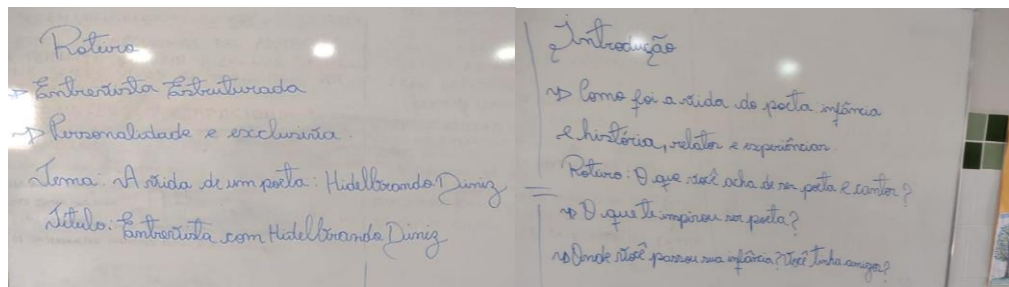 Roteiro
Entrevista Estruturada
Personalidade e exclusiva.
Tema: A vida de um poeta: Hidelbrando Diniz
Título: Entrevista com Hidelbrando Diniz
Introdução
Como foi a vida do poeta infância
e história, relatos e experiências.
Roteiro: O que você acha de ser poeta e cantor?
O que te inspirou ser poeta?
Onde você passou sua infância? Você tinha amigos?